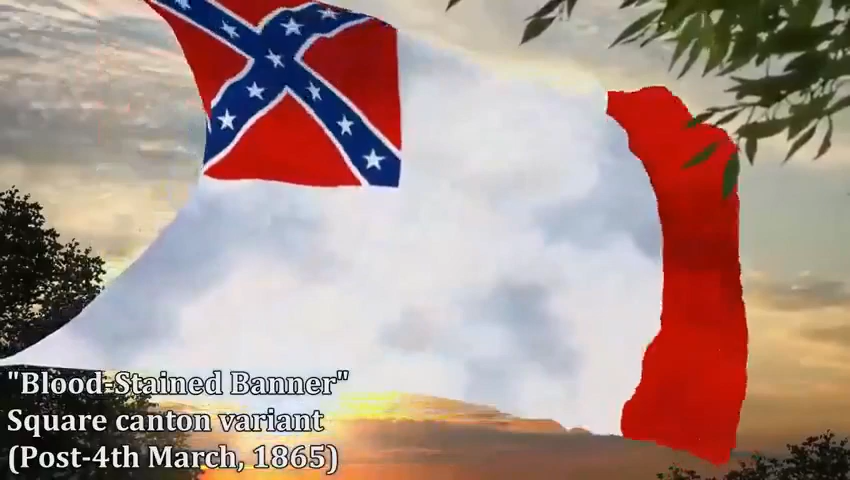 "Blood-Stained Banner"
Square canton variant
(Post-4th March, 1865)